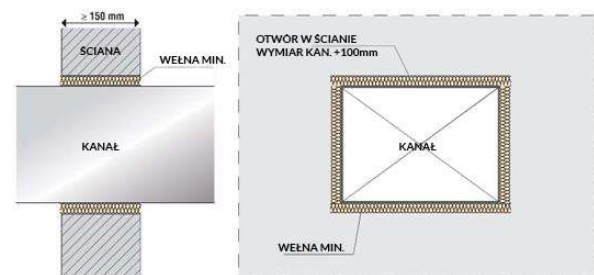 ≥ 150 mm
ŚCIANA
WEŁNA MIN.
KANAŁ
OTWÓR W ŚCIANIE
WYMIAR KAN. +100mm
KANAŁ
WEŁNA MIN.